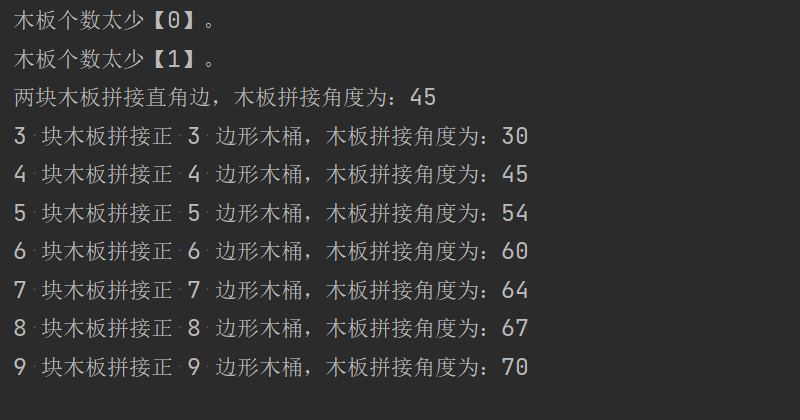 木板个数太少【0】。
木板个数太少【1】。
两块木板拼接直角边，木板拼接角度为：45
3 块木板拼接正 3 边形木桶，木板拼接角度为：30
4 块木板拼接正 4 边形木桶，木板拼接角度为：45
5 块木板拼接正 5 边形木桶，木板拼接角度为：54
6 块木板拼接正 6 边形木桶，木板拼接角度为：60
7 块木板拼接正 7 边形木桶，木板拼接角度为：64
8 块木板拼接正 8 边形木桶，木板拼接角度为：67
9 块木板拼接正 9 边形木桶，木板拼接角度为：70